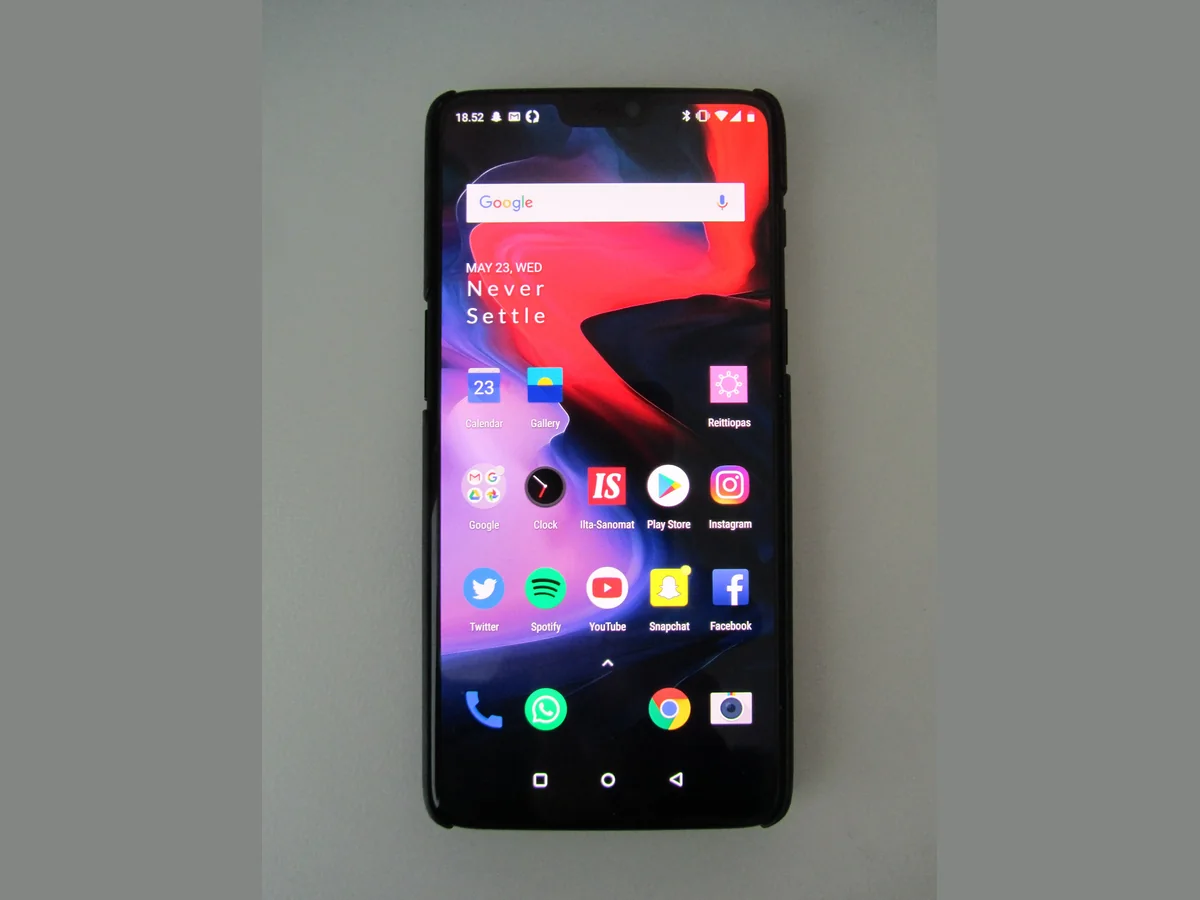 18.52
Google
MAY 23, WED
Never
Settle
23
Calendar
Gallery
Reittiopas
IS
Google
Clock
Ilta-Sanomat
Play Store
Instagram
Twitter
Spotify
YouTube
Snapchat
Facebook